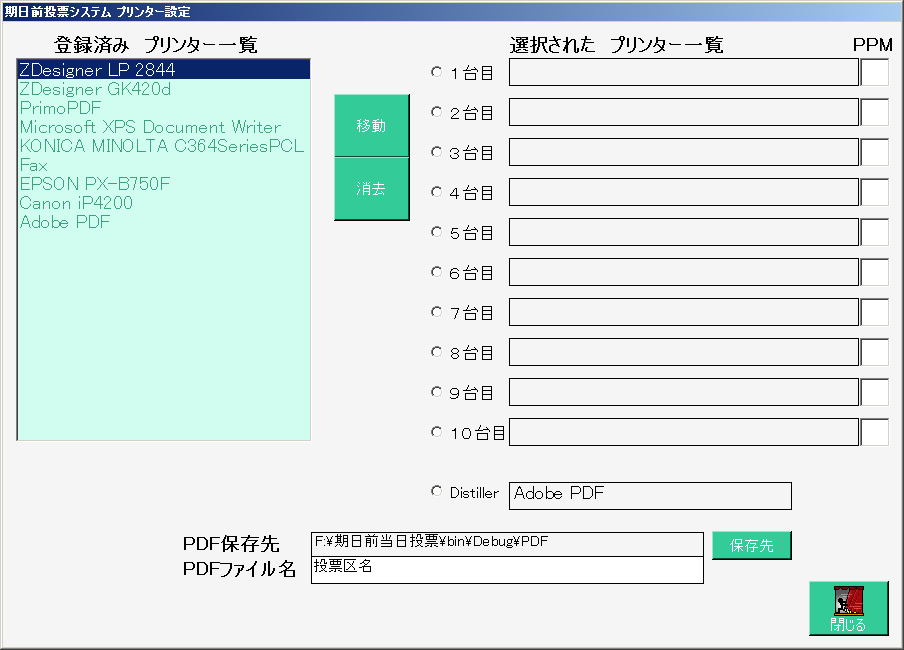 期日前投票システム プリンター設定
登録済み プリンター一覧
ZDesigner LP 2844
ZDesigner GK420d
PrimoPDF
Microsoft XPS Document Writer
KONICA MINOLTA C364SeriesPCL
Fax
EPSON PX-B750F
Canon iP4200
Adobe PDF
移動
消去
選択された プリンター一覧 PPM
1台目
2台目
3台目
4台目
5台目
6台目
7台目
8台目
9台目
10台目
Distiller Adobe PDF
PDF保存先 F:¥期日前当日投票¥bin¥Debug¥PDF 保存先
PDFファイル名 投票区名
閉じる